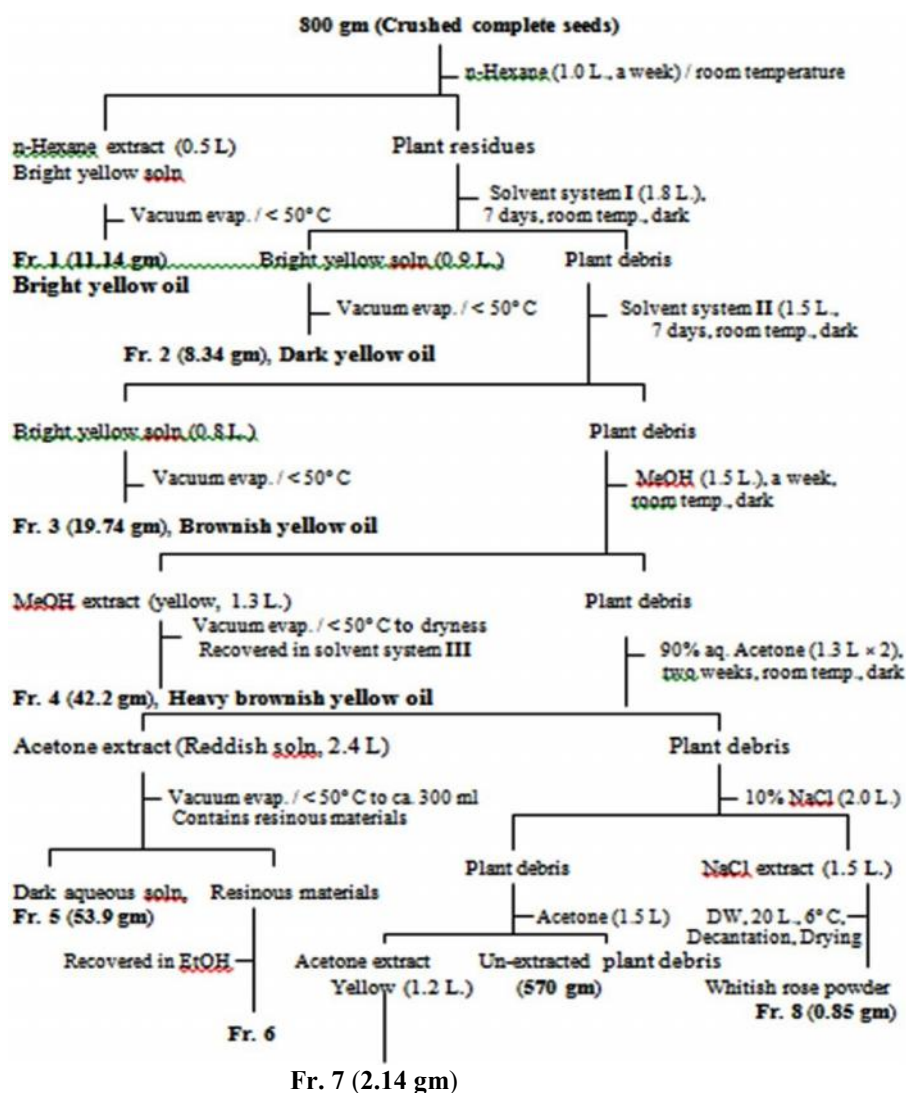 800 gm (Crushed complete seeds)
n-Hexane (1.0 L., a week) / room temperature
n-Hexane extract (0.5 L)
Bright yellow soln
Plant residues
Vacuum evap. / < 50° C
Solvent system I (1.8 L.),
7 days, room temp., dark
Fr. 1 (11.14 gm)
Bright yellow oil
Bright yellow soln (0.9 L.)
Plant debris
Vacuum evap. / < 50° C
Solvent system II (1.5 L.,
7 days, room temp., dark
Fr. 2 (8.34 gm), Dark yellow oil
Bright yellow soln (0.8 L.)
Plant debris
Vacuum evap. / < 50° C
MeOH (1.5 L.), a week,
room temp., dark
Fr. 3 (19.74 gm), Brownish yellow oil
MeOH extract (yellow, 1.3 L.)
Plant debris
Vacuum evap. / < 50° C to dryness
Recovered in solvent system III
90% aq. Acetone (1.3 L × 2),
two weeks, room temp., dark
Fr. 4 (42.2 gm), Heavy brownish yellow oil
Acetone extract (Reddish soln, 2.4 L)
Plant debris
Vacuum evap. / < 50° C to ca. 300 ml
Contains resinous materials
10% NaCl (2.0 L.)
Plant debris
NaCl extract (1.5 L.)
Dark aqueous soln,
Fr. 5 (53.9 gm)
Resinous materials
Acetone (1.5 L)
DW, 20 L., 6° C,
Decantation, Drying
Recovered in EtOH
Acetone extract
Yellow (1.2 L.)
Un-extracted plant debris
(570 gm)
Whitish rose powder
Fr. 8 (0.85 gm)
Fr. 6
Fr. 7 (2.14 gm)